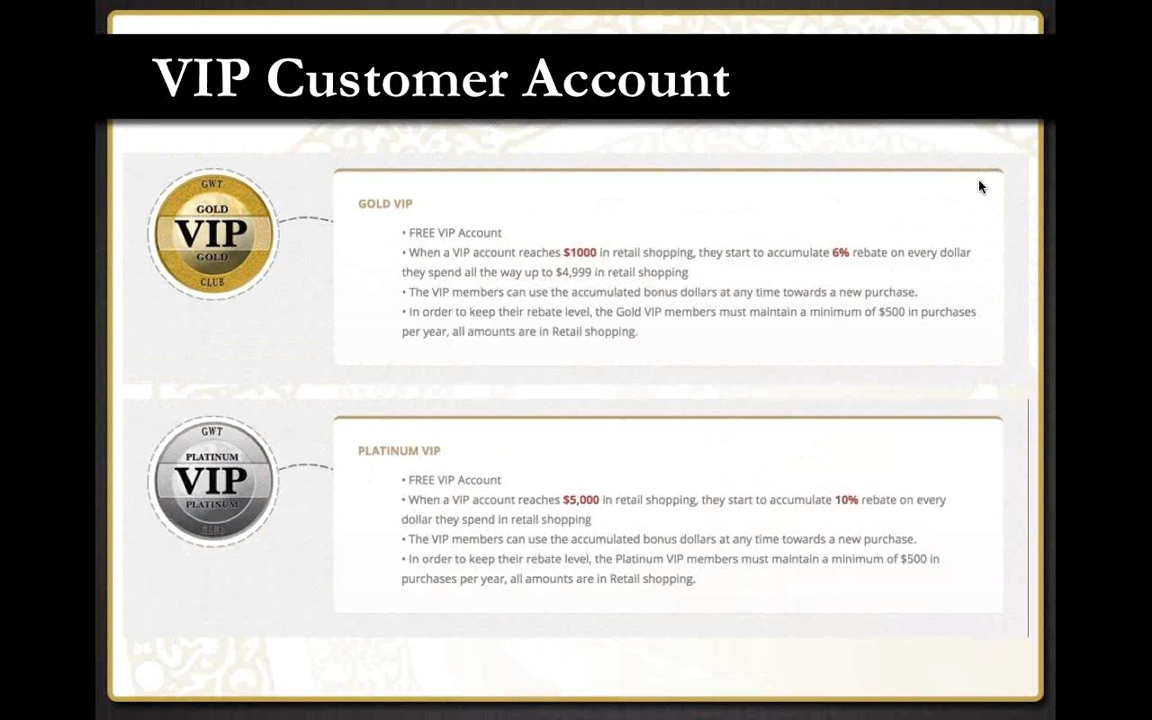 VIP Customer Account
GWT
GOLD
VIP
GOLD
CLUB
GOLD VIP
• FREE VIP Account
• When a VIP account reaches $1000 in retail shopping, they start to accumulate 6% rebate on every dollar
they spend all the way up to $4,999 in retail shopping
• The VIP members can use the accumulated bonus dollars at any time towards a new purchase.
• In order to keep their rebate level, the Gold VIP members must maintain a minimum of $500 in purchases
per year, all amounts are in Retail shopping.
GWT
PLATINUM
VIP
PLATINUM
PLATINUM VIP
• FREE VIP Account
• When a VIP account reaches $5,000 in retail shopping, they start to accumulate 10% rebate on every
dollar they spend in retail shopping
• The VIP members can use the accumulated bonus dollars at any time towards a new purchase.
• In order to keep their rebate level, the Platinum VIP members must maintain a minimum of $500 in
purchases per year, all amounts are in Retail shopping.